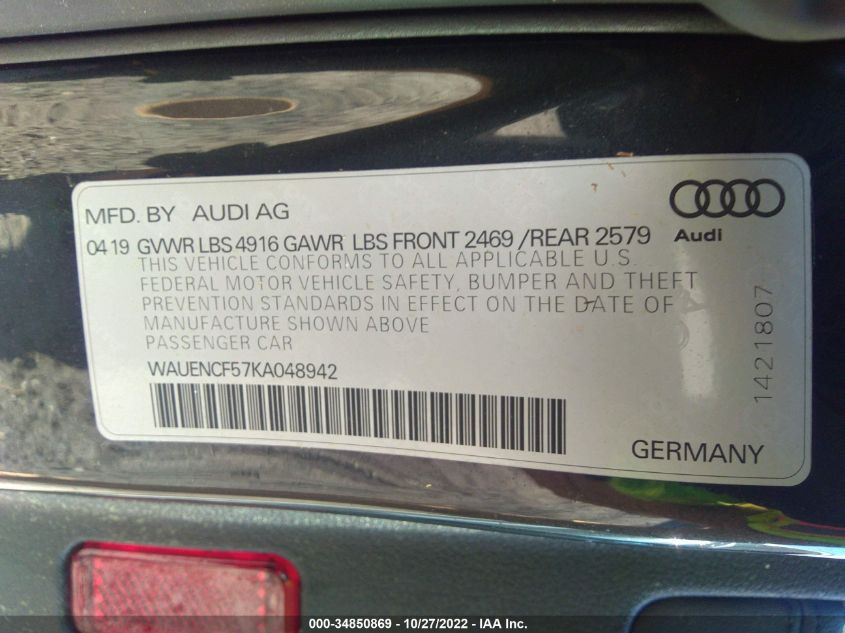 MFD. BY AUDI AG
Audi
04 19 GVWR LBS 4916 GAWR LBS FRONT 2469 /REAR 2579
THIS VEHICLE CONFORMS TO ALL APPLICABLE U.S.
FEDERAL MOTOR VEHICLE SAFETY, BUMPER AND THEFT
PREVENTION STANDARDS IN EFFECT ON THE DATE OF
MANUFACTURE SHOWN ABOVE
PASSENGER CAR
WAUENCF57KA048942
1421807
GERMANY
000-34850869 - 10/27/2022 - IAA Inc.